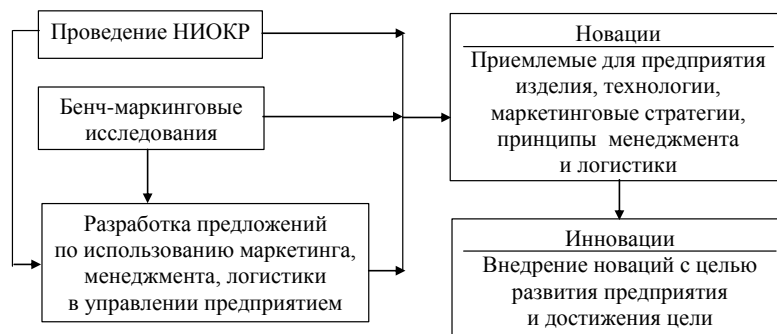 Проведение НИОКР
Бенч-маркинговые
исследования
Разработка предложений
по использованию маркетинга,
менеджмента, логистики
в управлении предприятием
Новации
Приемлемые для предприятия
изделия, технологии,
маркетинговые стратегии,
принципы менеджмента
и логистики
Инновации
Внедрение новаций с целью
развития предприятия
и достижения цели